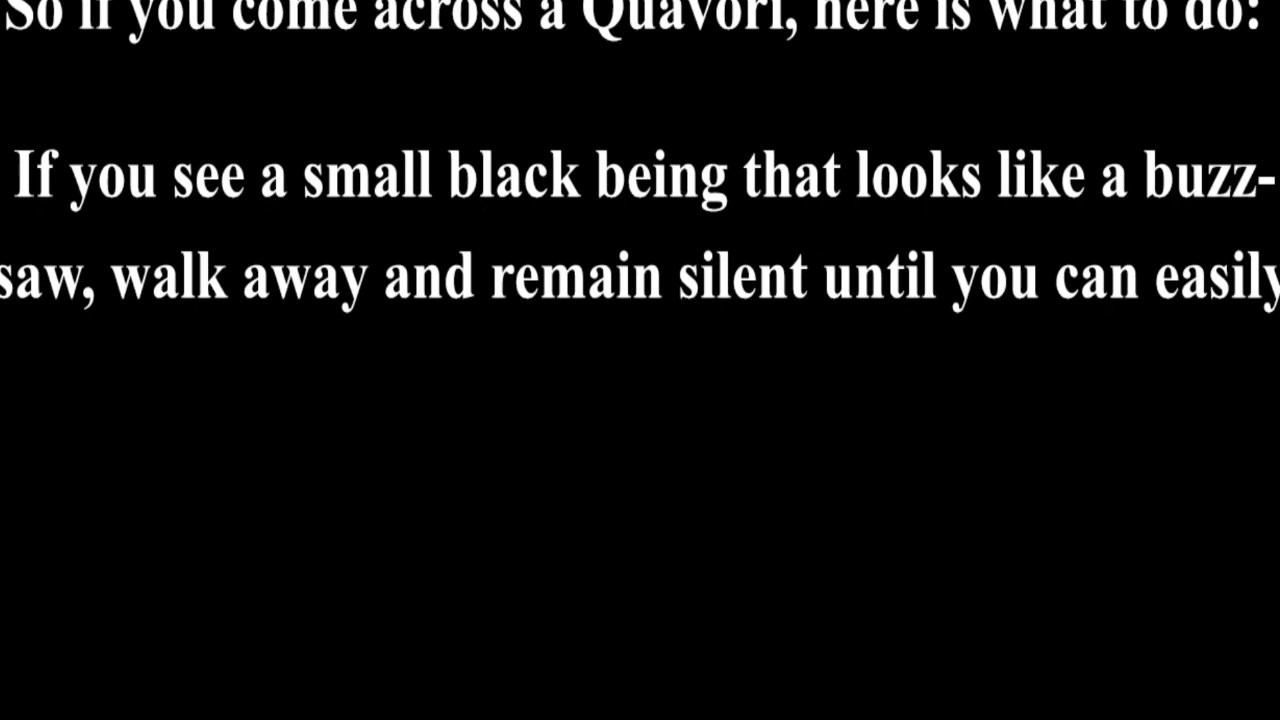 So if you come across a Quavori, here is what to do:
If you see a small black being that looks like a buzz-
saw, walk away and remain silent until you can easily